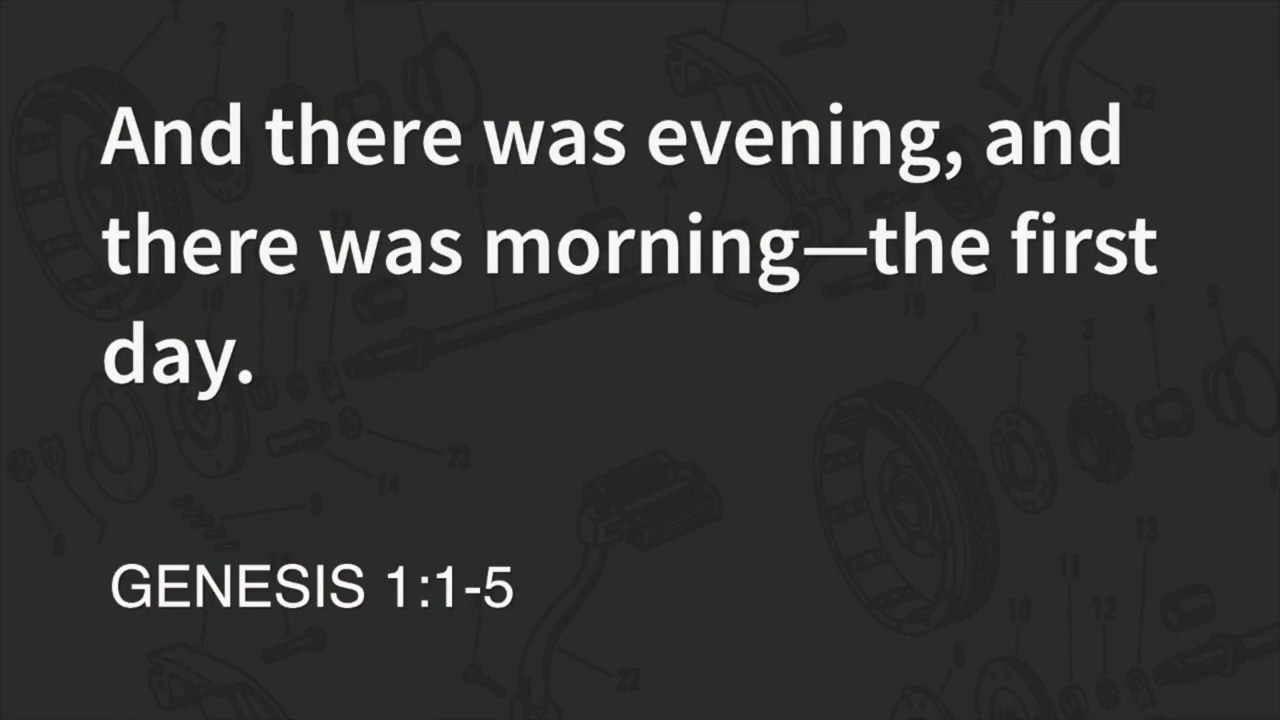 And there was evening, and
there was morning—the first
day.
GENESIS 1:1-5